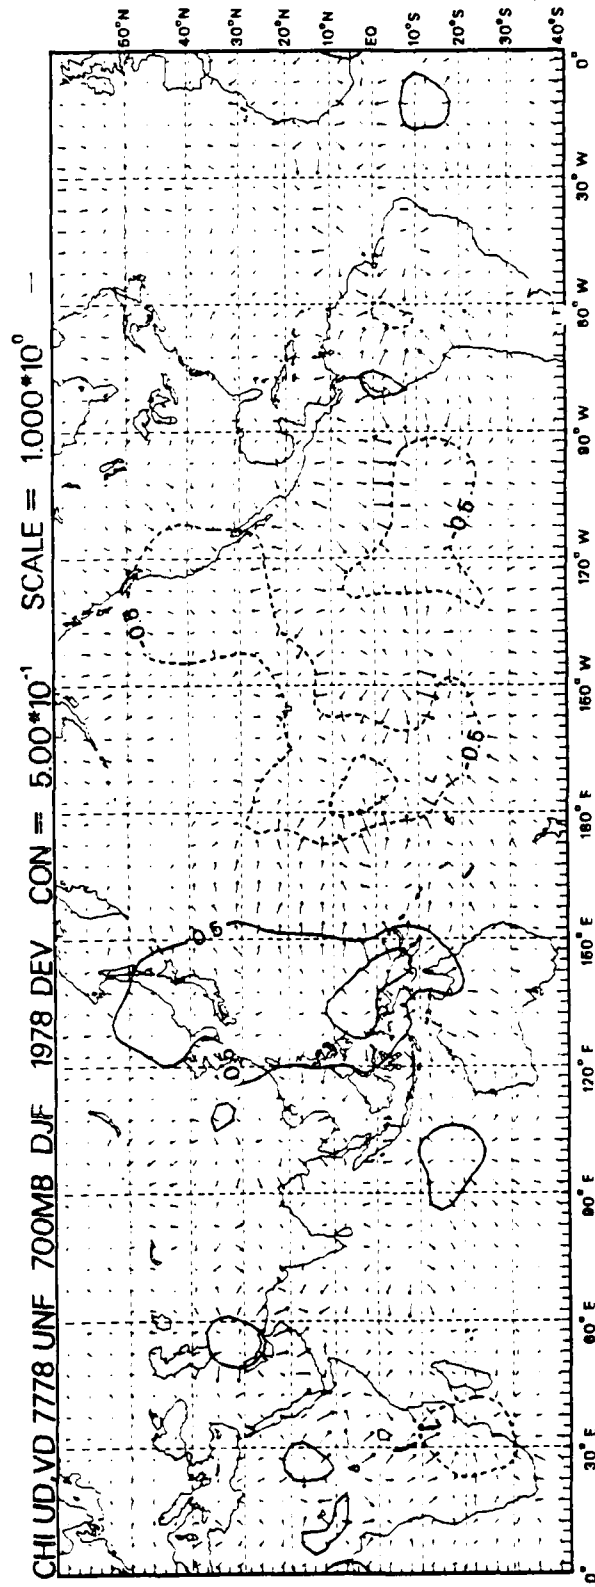 CHI UD,VD 7778 UNF 700MB DJF 1978 DEV CON = 5.00*10⁻¹ SCALE = 1.000*10⁰ —
50°N
40°N
30°N
20°N
10°N
EQ
10°S
20°S
30°S
40°S
0°
30° E
60° E
90° E
120° E
150° E
180° E
160° W
170° W
90° W
60° W
30° W
0°
0.5
0.5
-0.5
-0.5